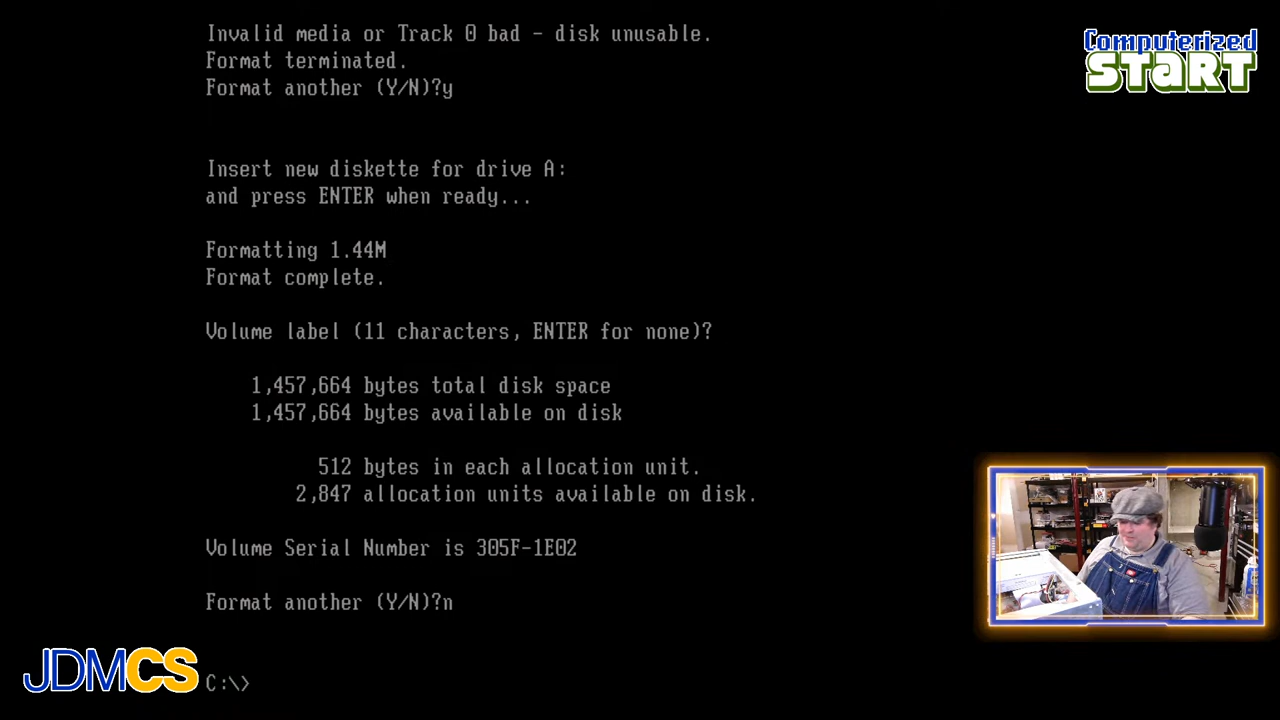 Invalid media or Track 0 bad - disk unusable.
Format terminated.
Format another (Y/N)?y
Insert new diskette for drive A:
and press ENTER when ready...
Formatting 1.44M
Format complete.
Volume label (11 characters, ENTER for none)?
1,457,664 bytes total disk space
1,457,664 bytes available on disk
512 bytes in each allocation unit.
2,847 allocation units available on disk.
Volume Serial Number is 305F-1E02
Format another (Y/N)?n
C:\>
Computerized
START
JDMCS